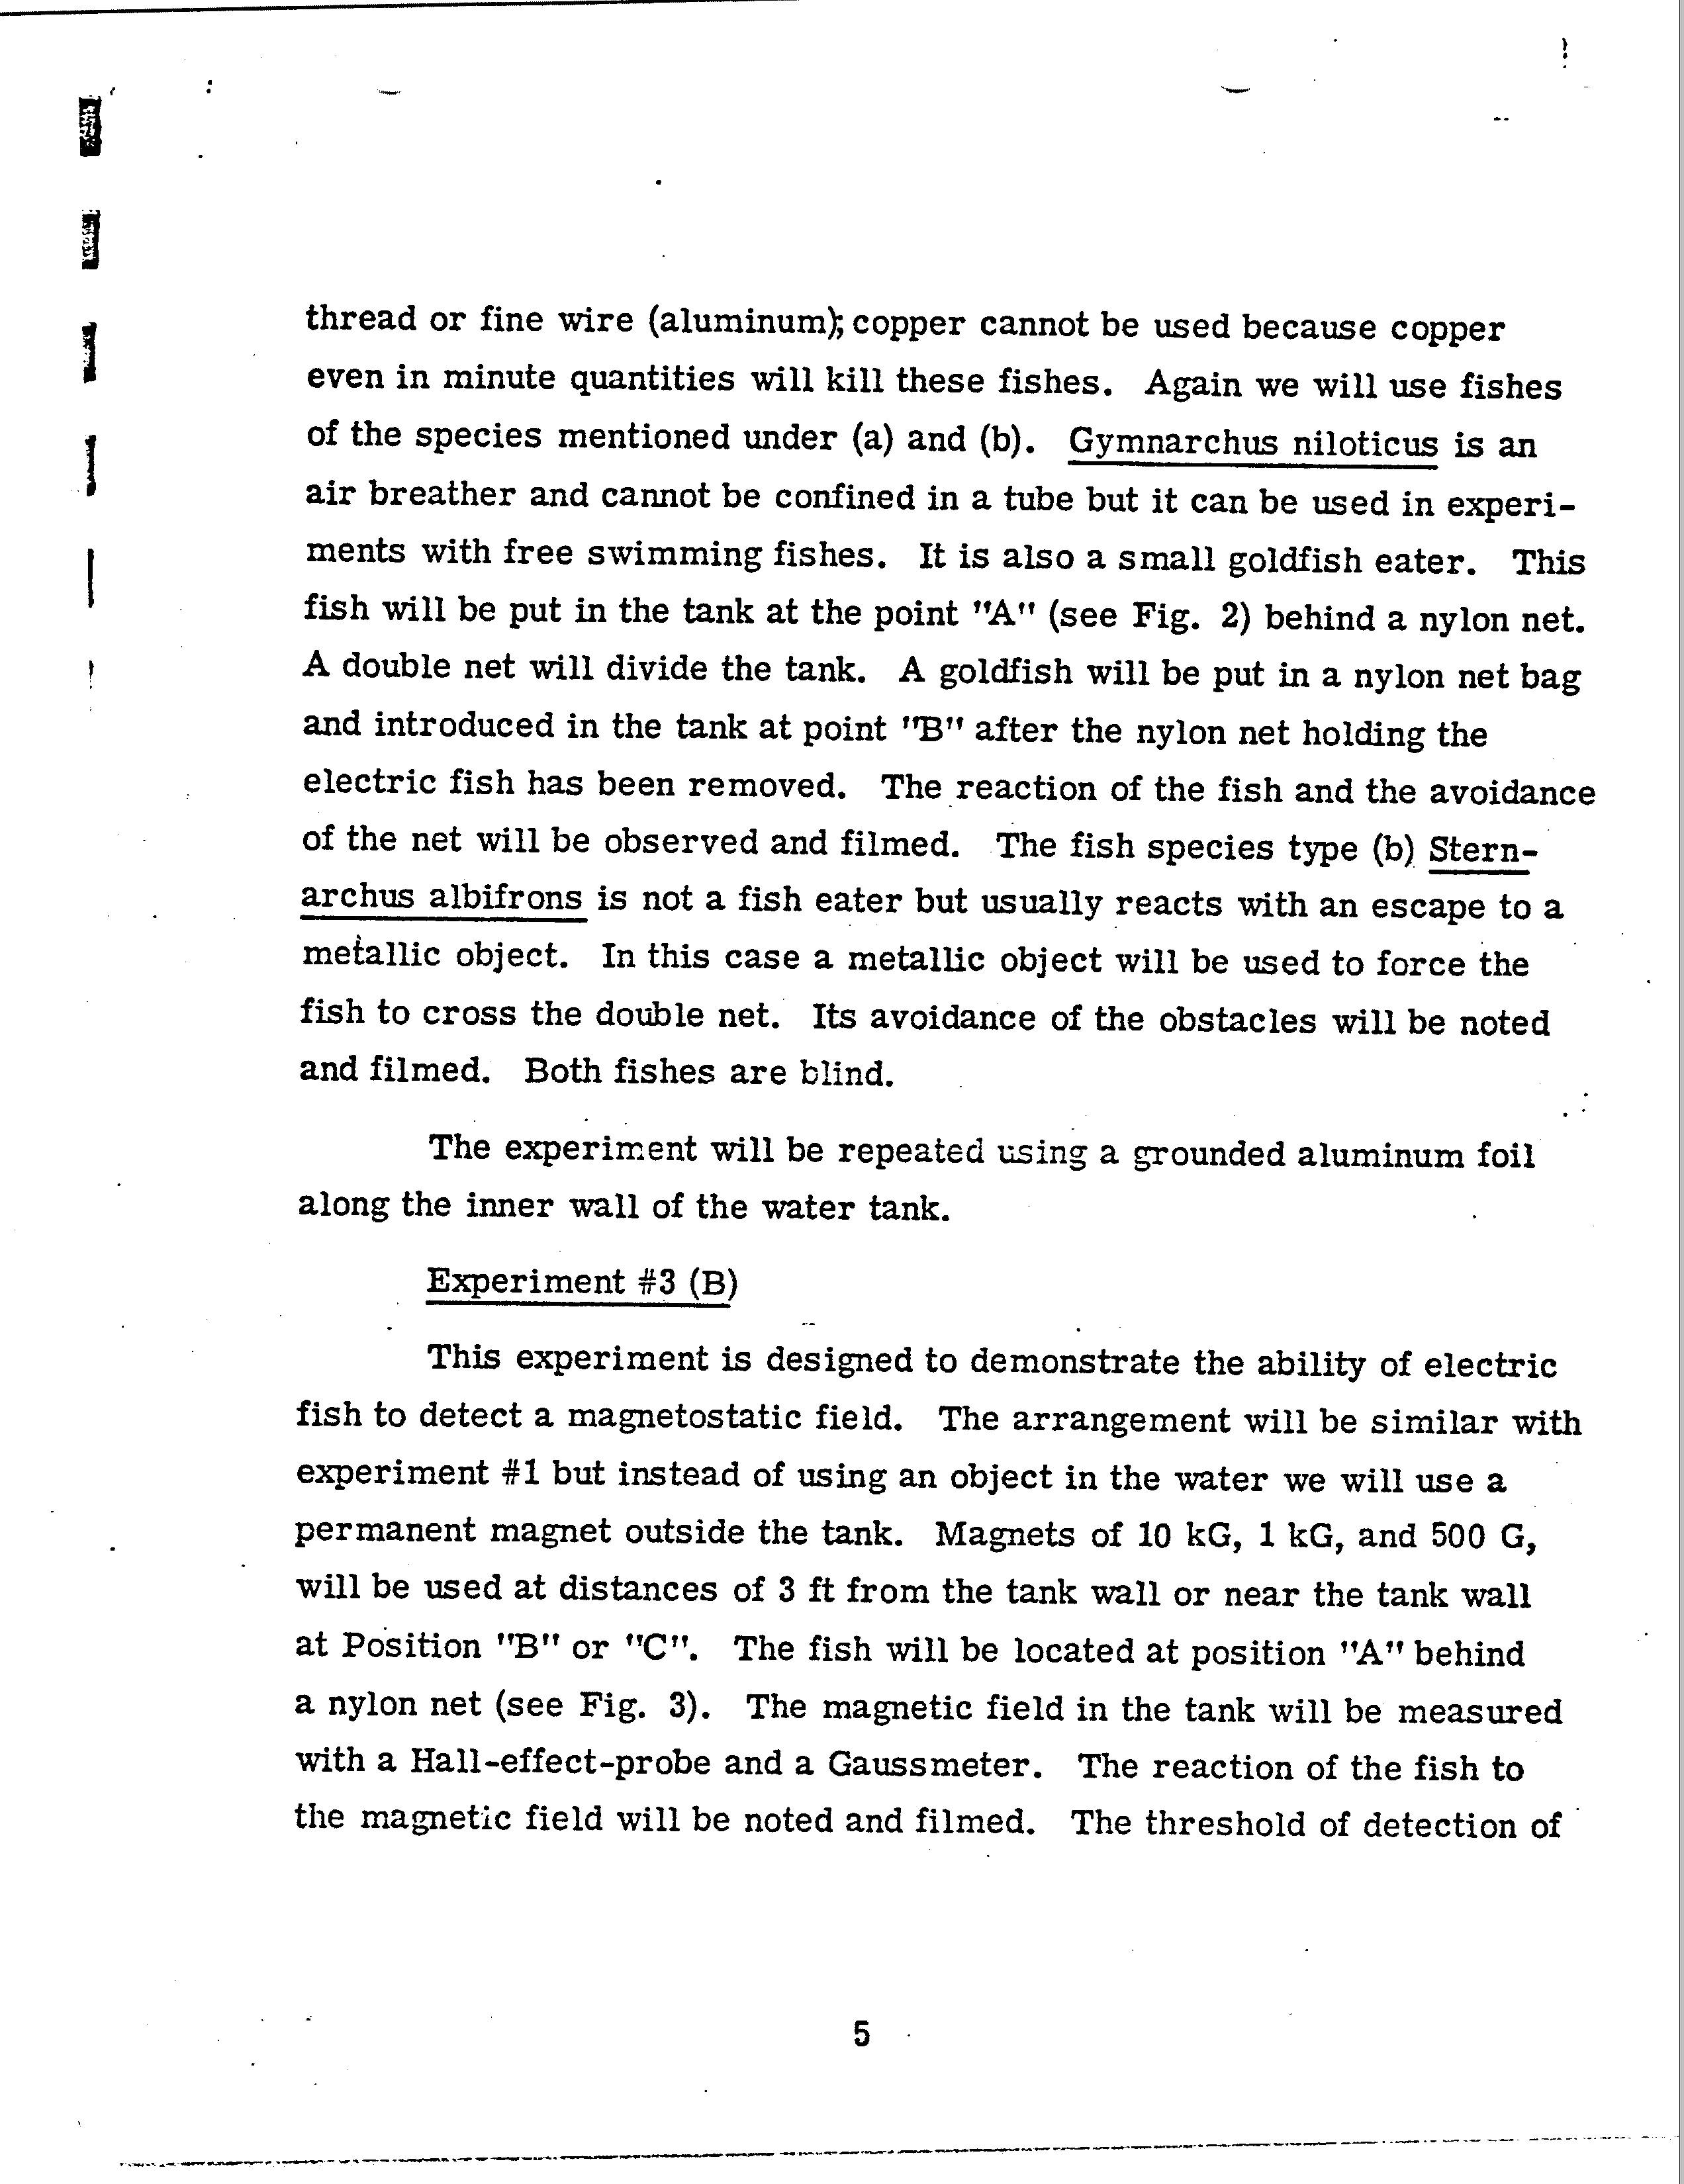 thread or fine wire (aluminum); copper cannot be used because copper
even in minute quantities will kill these fishes. Again we will use fishes
of the species mentioned under (a) and (b). Gymnarchus niloticus is an
air breather and cannot be confined in a tube but it can be used in experi-
ments with free swimming fishes. It is also a small goldfish eater. This
fish will be put in the tank at the point "A" (see Fig. 2) behind a nylon net.
A double net will divide the tank. A goldfish will be put in a nylon net bag
and introduced in the tank at point "B" after the nylon net holding the
electric fish has been removed. The reaction of the fish and the avoidance
of the net will be observed and filmed. The fish species type (b) Stern-
archus albifrons is not a fish eater but usually reacts with an escape to a
metallic object. In this case a metallic object will be used to force the
fish to cross the double net. Its avoidance of the obstacles will be noted
and filmed. Both fishes are blind.
The experiment will be repeated using a grounded aluminum foil
along the inner wall of the water tank.
Experiment #3 (B)
This experiment is designed to demonstrate the ability of electric
fish to detect a magnetostatic field. The arrangement will be similar with
experiment #1 but instead of using an object in the water we will use a
permanent magnet outside the tank. Magnets of 10 kG, 1 kG, and 500 G,
will be used at distances of 3 ft from the tank wall or near the tank wall
at Position "B" or "C". The fish will be located at position "A" behind
a nylon net (see Fig. 3). The magnetic field in the tank will be measured
with a Hall-effect-probe and a Gaussmeter. The reaction of the fish to
the magnetic field will be noted and filmed. The threshold of detection of
5